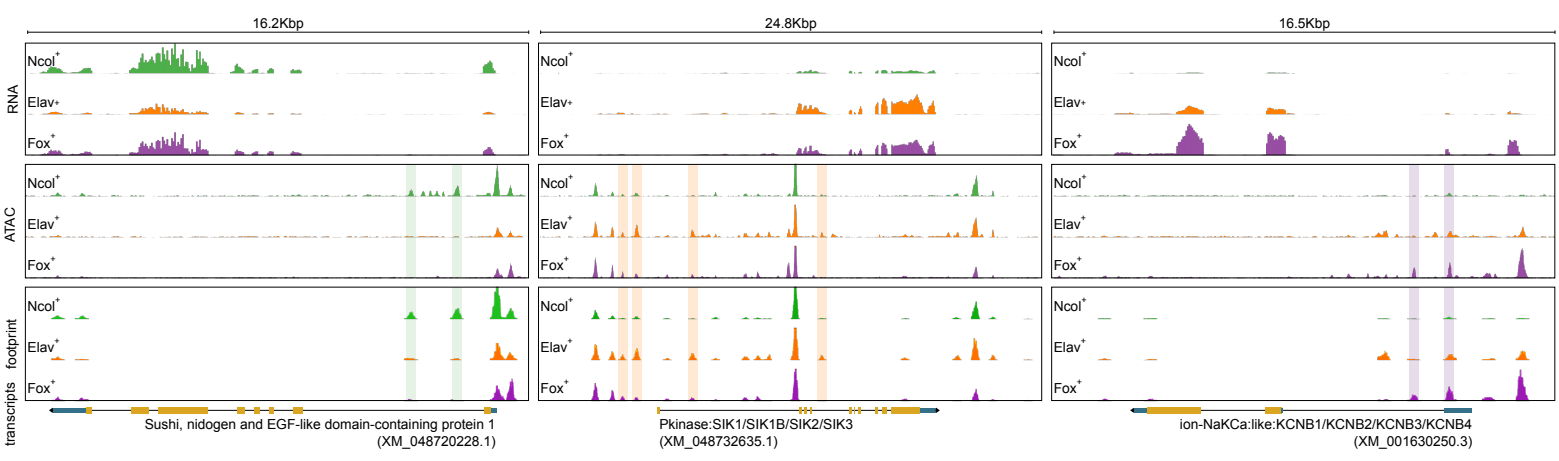 16.2Kbp 24.8Kbp 16.5Kbp
RNA
Ncol+ Ncol+ Ncol+
Elav+ Elav+ Elav+
Fox+ Fox+ Fox+
ATAC
Ncol+ Ncol+ Ncol+
Elav+ Elav+ Elav+
Fox+ Fox+ Fox+
footprint
Ncol+ Ncol+ Ncol+
Elav+ Elav+ Elav+
Fox+ Fox+ Fox+
transcripts
Sushi, nidogen and EGF-like domain-containing protein 1
(XM_048720228.1)
Pkinase:SIK1/SIK1B/SIK2/SIK3
(XM_048732635.1)
ion-NaKCa:like:KCNB1/KCNB2/KCNB3/KCNB4
(XM_001630250.3)